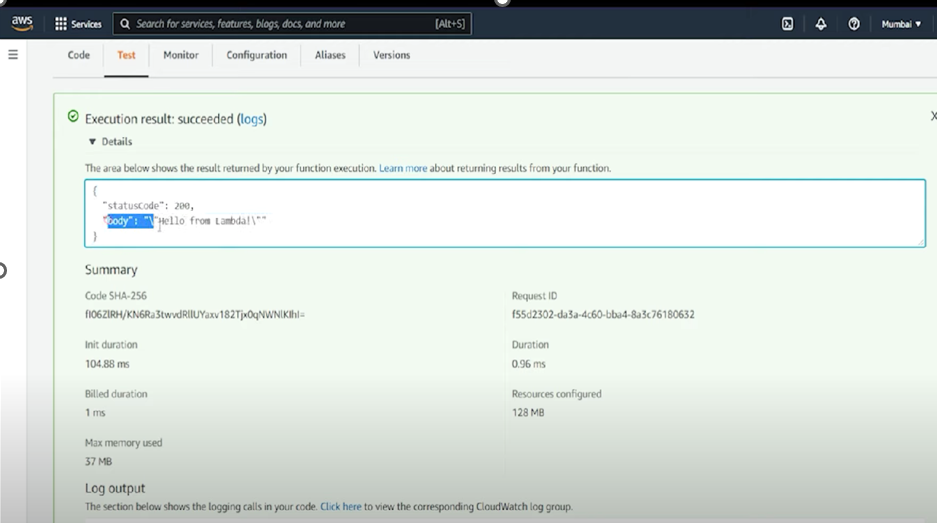 aws Services Search for services, features, blogs, docs, and more [Alt+S] Mumbai
Code Test Monitor Configuration Aliases Versions
Execution result: succeeded (logs)
Details
The area below shows the result returned by your function execution. Learn more about returning results from your function.
{
"statusCode": 200,
"body": "\"Hello from Lambda!\""
}
Summary
Code SHA-256 Request ID
f55d2302-da3a-4c60-bba4-8a3c76180632
Init duration Duration
104.88 ms 0.96 ms
Billed duration Resources configured
1 ms 128 MB
Max memory used
37 MB
Log output
The section below shows the logging calls in your code. Click here to view the corresponding CloudWatch log group.